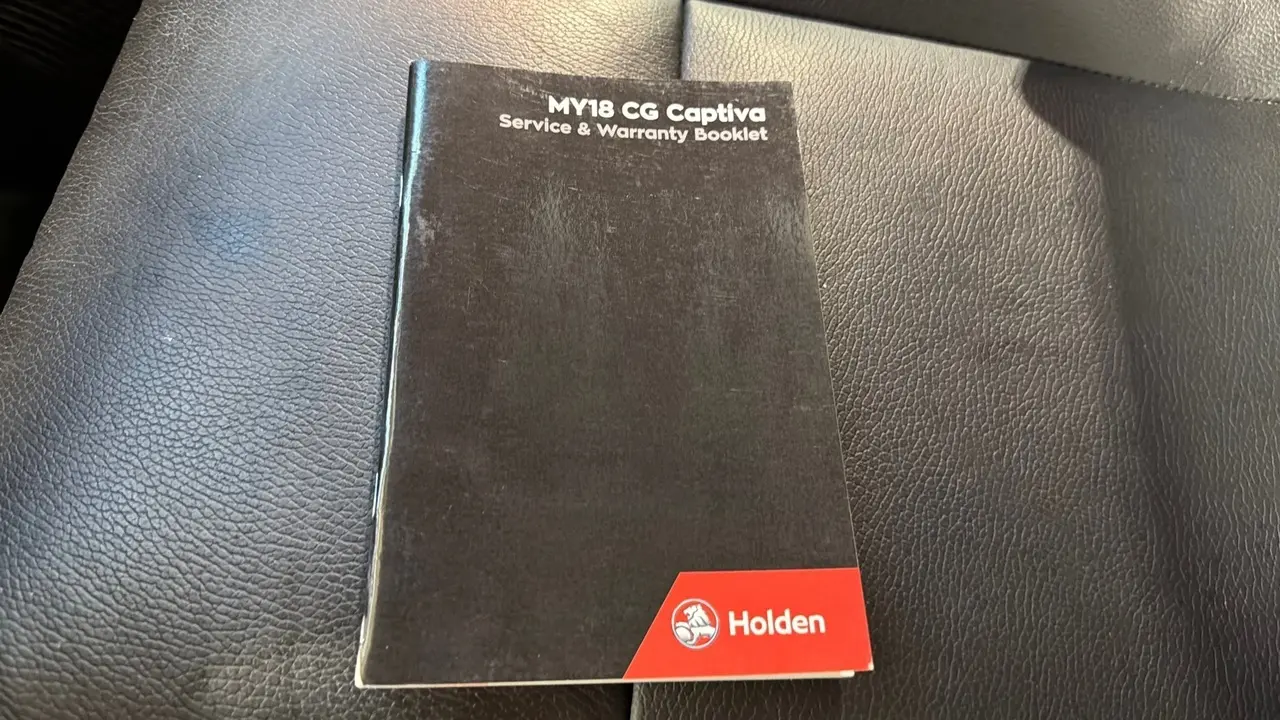 MY18 CG Captiva
Service & Warranty Booklet
Holden